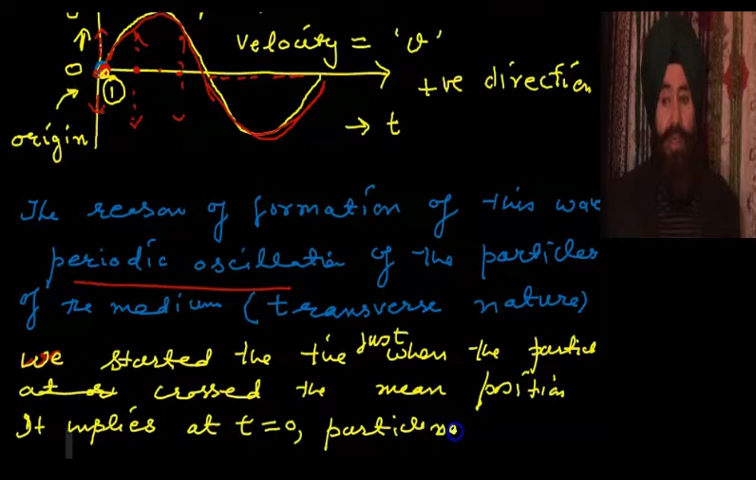 Velocity = 'v'
0
+ve direction
1
origin
→ t
The reason of formation of this wave
periodic oscillation of the particles
of the medium (transverse nature)
just
we started the time when the particle
crossed the mean position
It implies at t=0, particle no